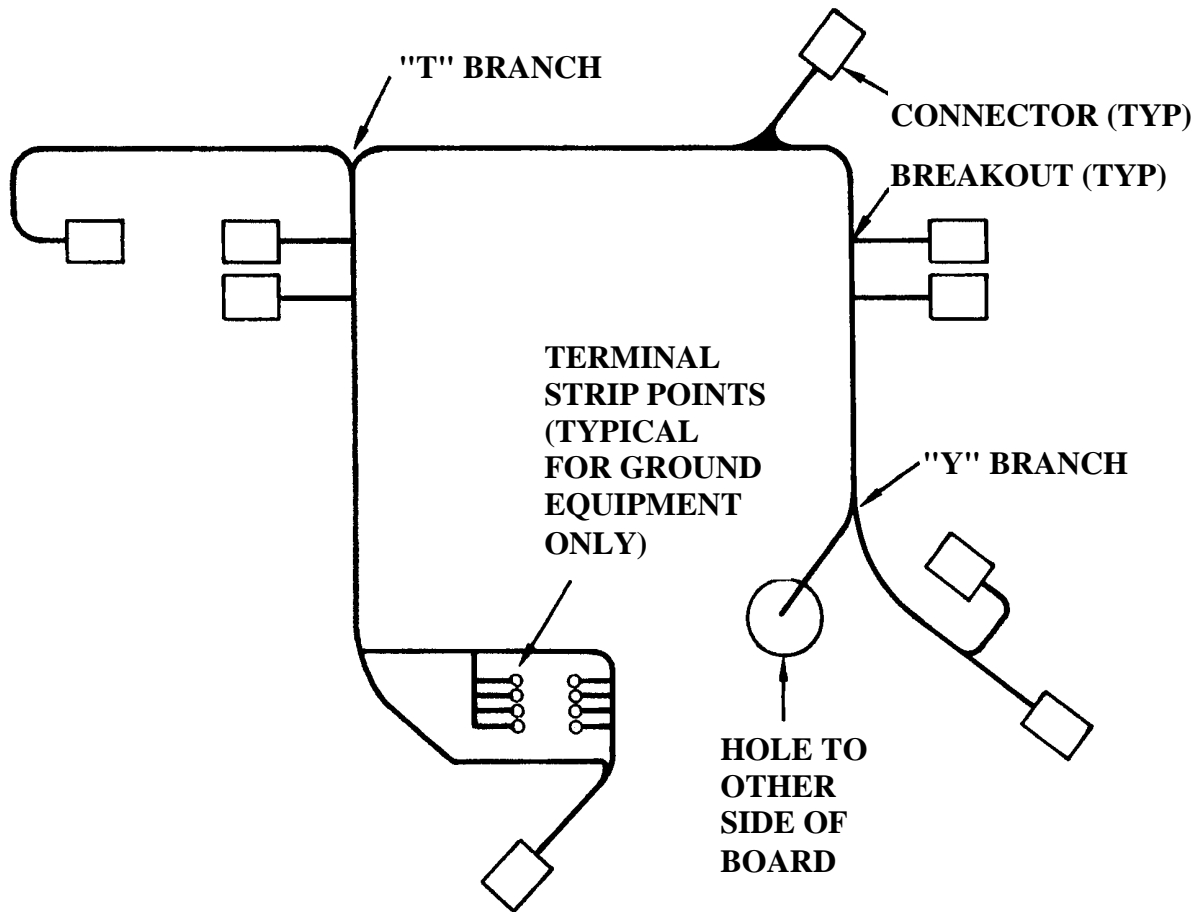 "T" BRANCH
CONNECTOR (TYP)
BREAKOUT (TYP)
TERMINAL
STRIP POINTS
(TYPICAL
FOR GROUND
EQUIPMENT
ONLY)
"Y" BRANCH
HOLE TO
OTHER
SIDE OF
BOARD